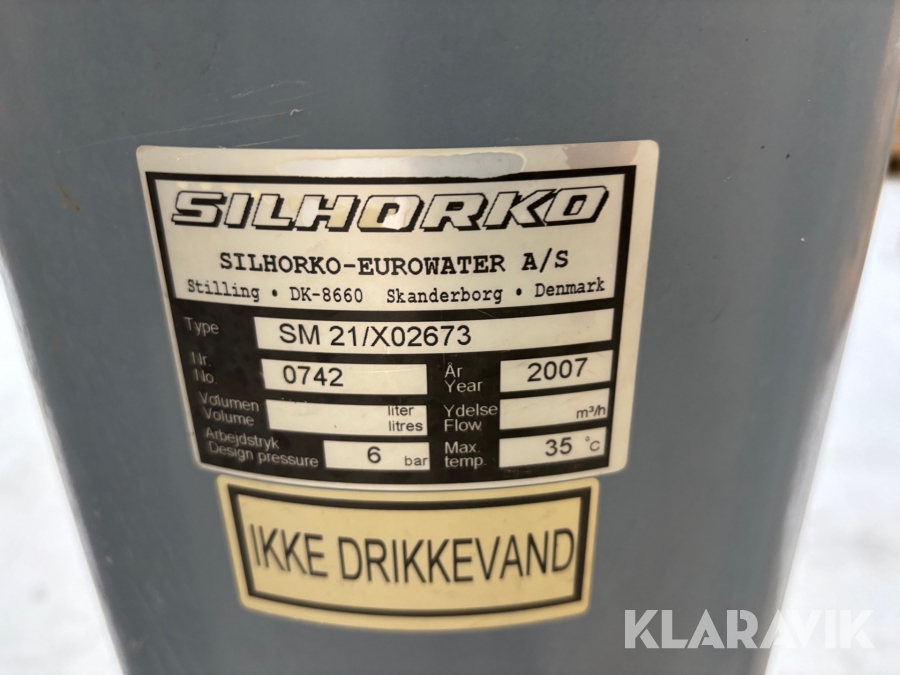 SILHORKO
SILHORKO-EUROWATER A/S
Stilling • DK-8660 Skanderborg • Denmark
Type SM 21/X02673
Nr. No. 0742 År Year 2007
Volumen Volume liter litres Ydelse Flow m³/h
Arbejdstryk Design pressure 6 bar Max. temp. 35 °C
IKKE DRIKKEVAND
KLARAVIK